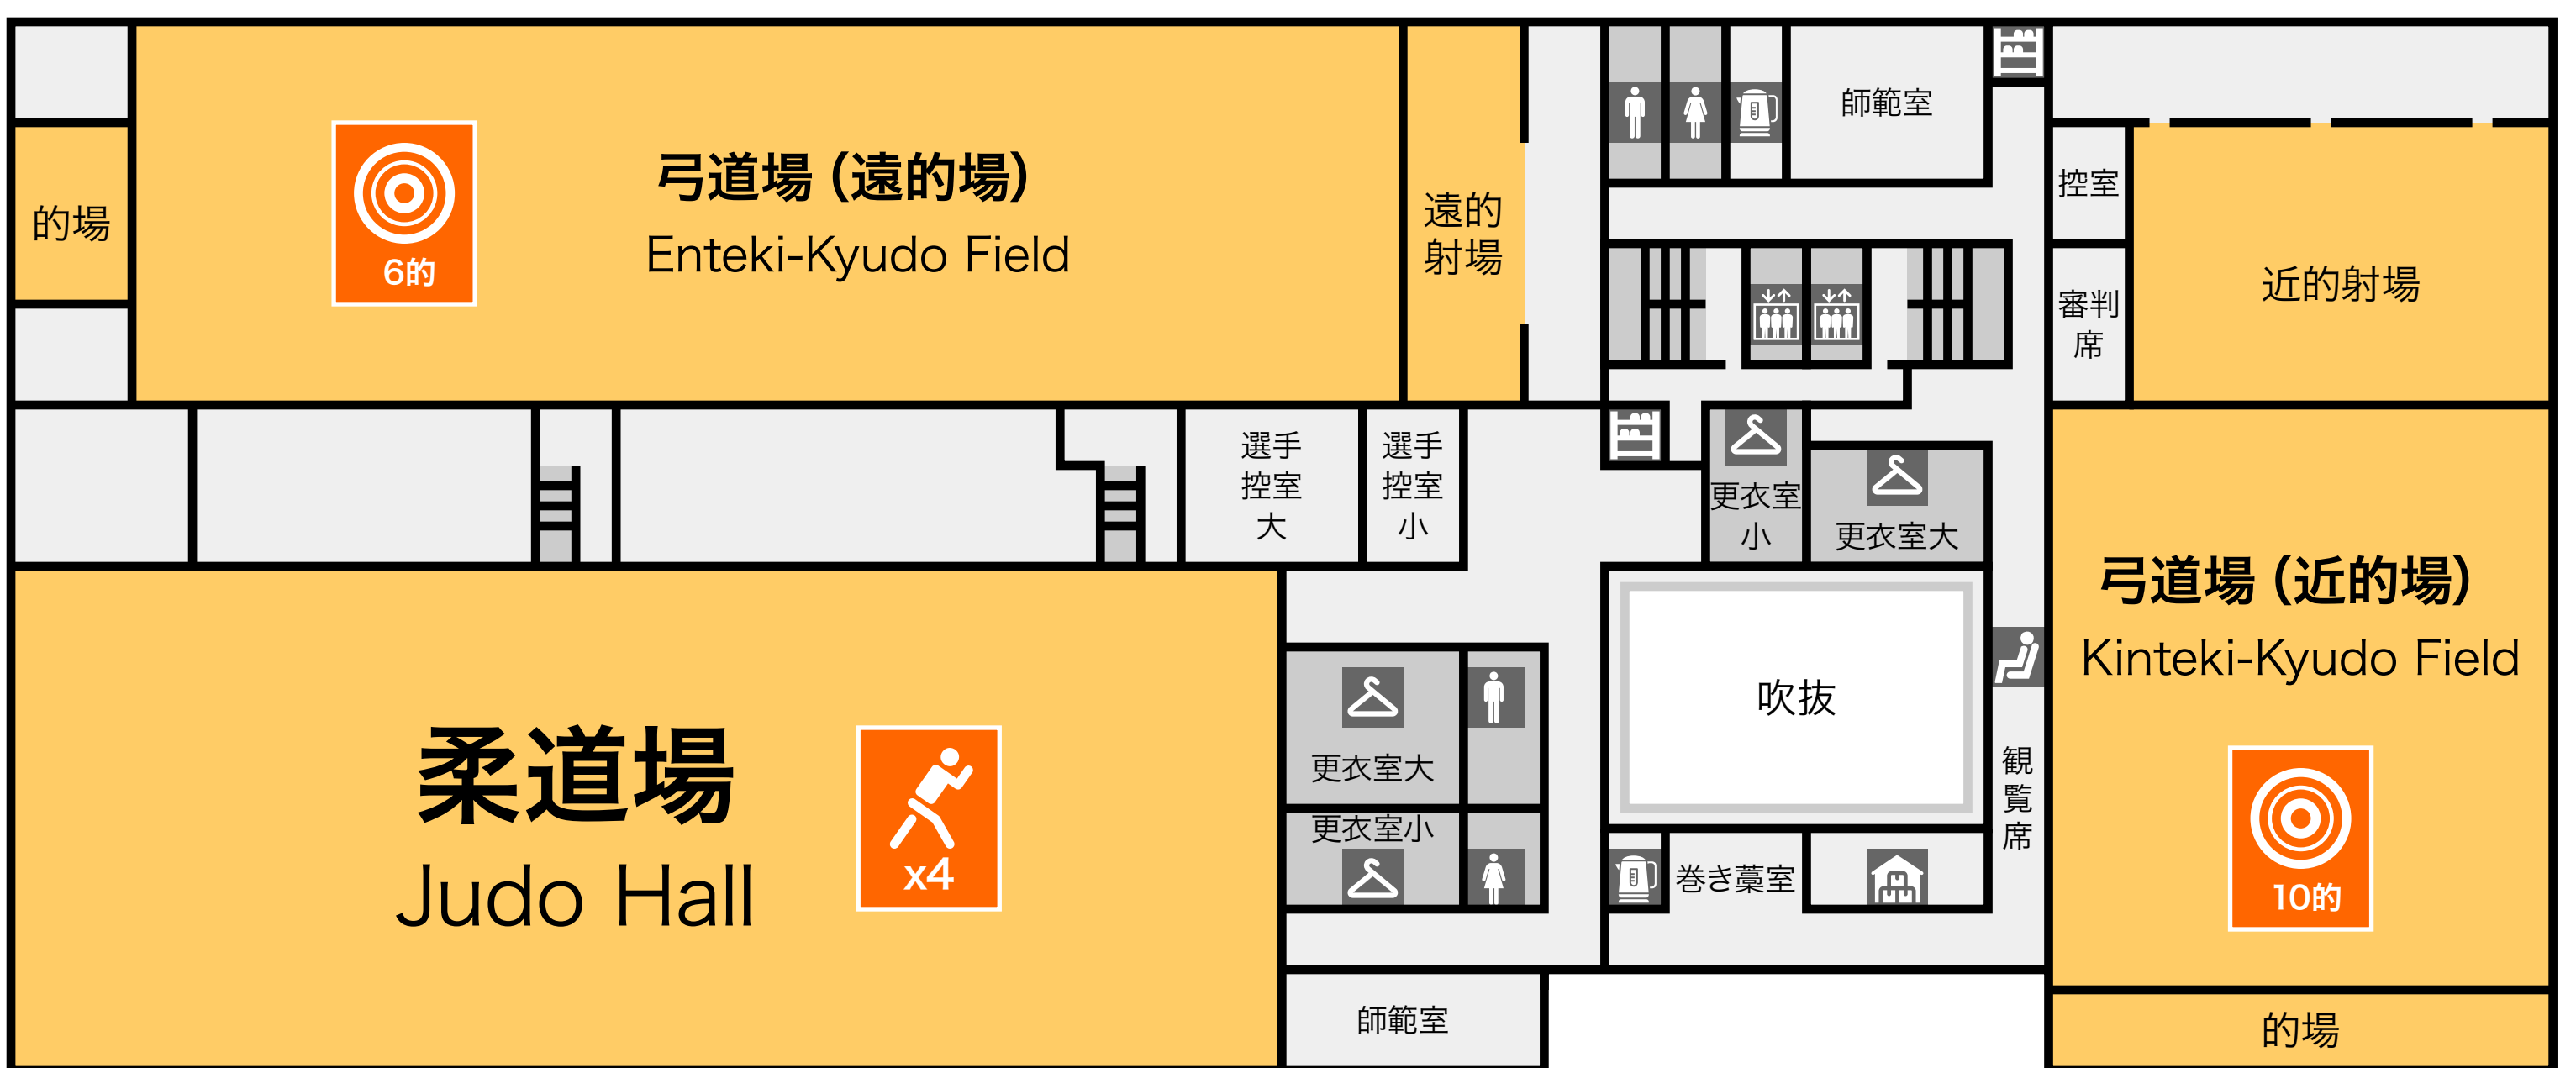 師範室
控室
弓道場（遠的場）
Enteki-Kyudo Field
的場
6的
遠的
射場
近的射場
審判
席
選手
控室
大
選手
控室
小
更衣室
小
更衣室大
弓道場（近的場）
Kinteki-Kyudo Field
吹抜
柔道場
Judo Hall
x4
更衣室大
更衣室小
観
覧
席
巻き藁室
10的
師範室
的場